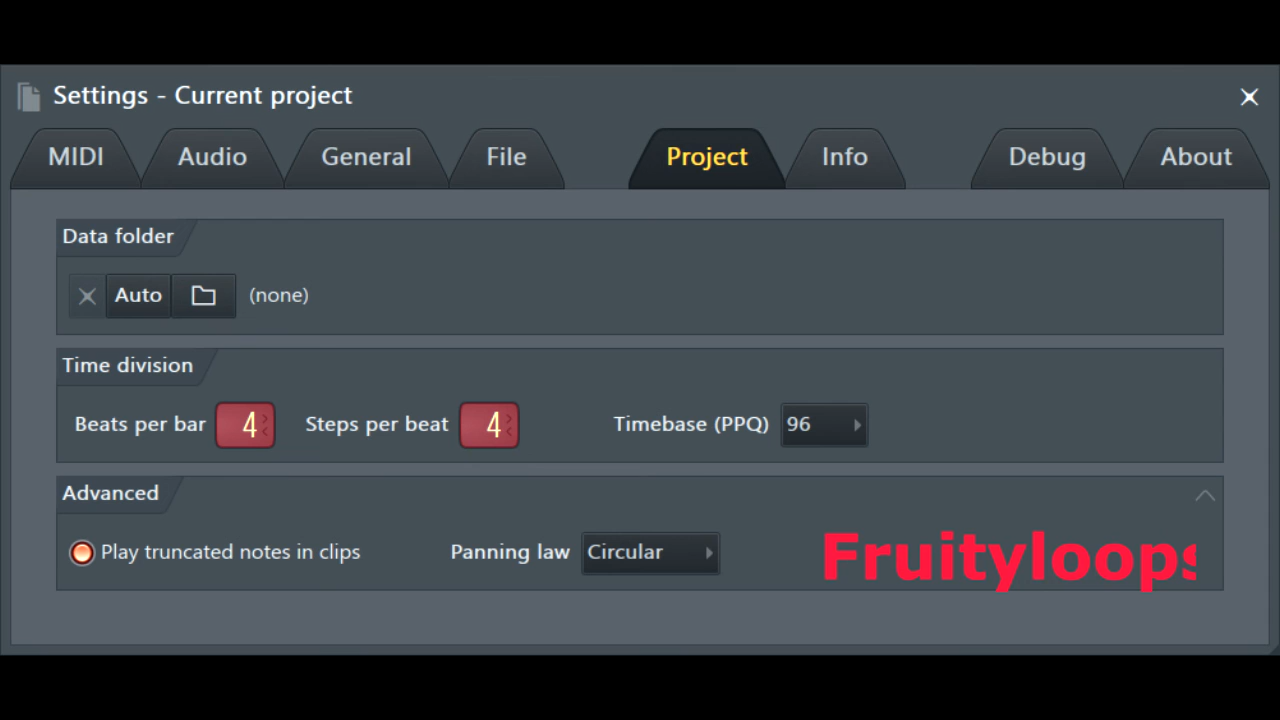 Settings - Current project
MIDI Audio General File Project Info Debug About
Data folder
Auto (none)
Time division
Beats per bar 4 Steps per beat 4 Timebase (PPQ) 96
Advanced
Play truncated notes in clips Panning law Circular Fruityloops